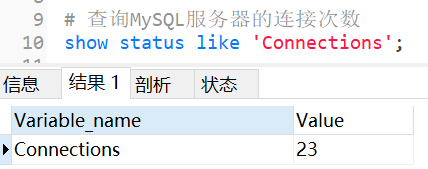 9 # 查询MySQL服务器的连接次数
10 show status like 'Connections';
信息 结果 1 剖析 状态
Variable_name Value
Connections 23